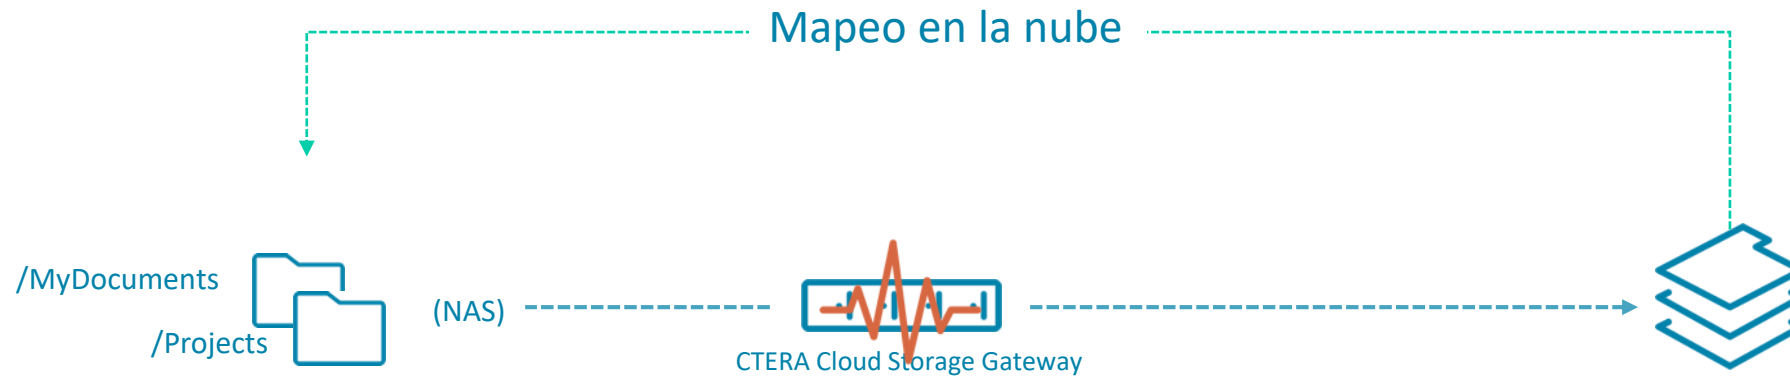 Mapeo en la nube
/MyDocuments
(NAS)
/Projects
CTERA Cloud Storage Gateway